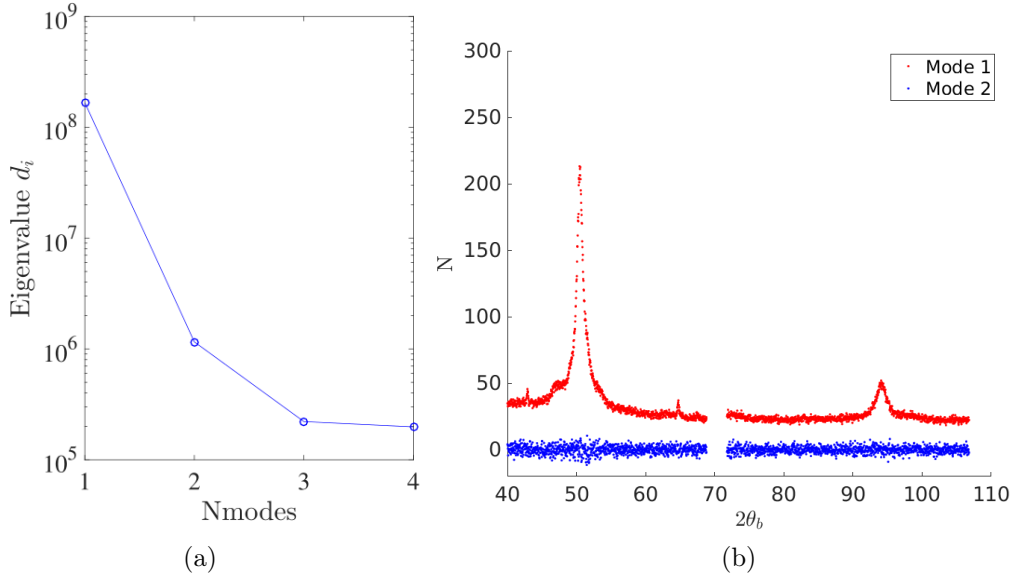 10^9
10^8
10^7
10^6
10^5
Eigenvalue d_i
1 2 3 4
Nmodes
(a)
300
250
200
150
100
50
0
N
Mode 1
Mode 2
40 50 60 70 80 90 100 110
2θ_b
(b)